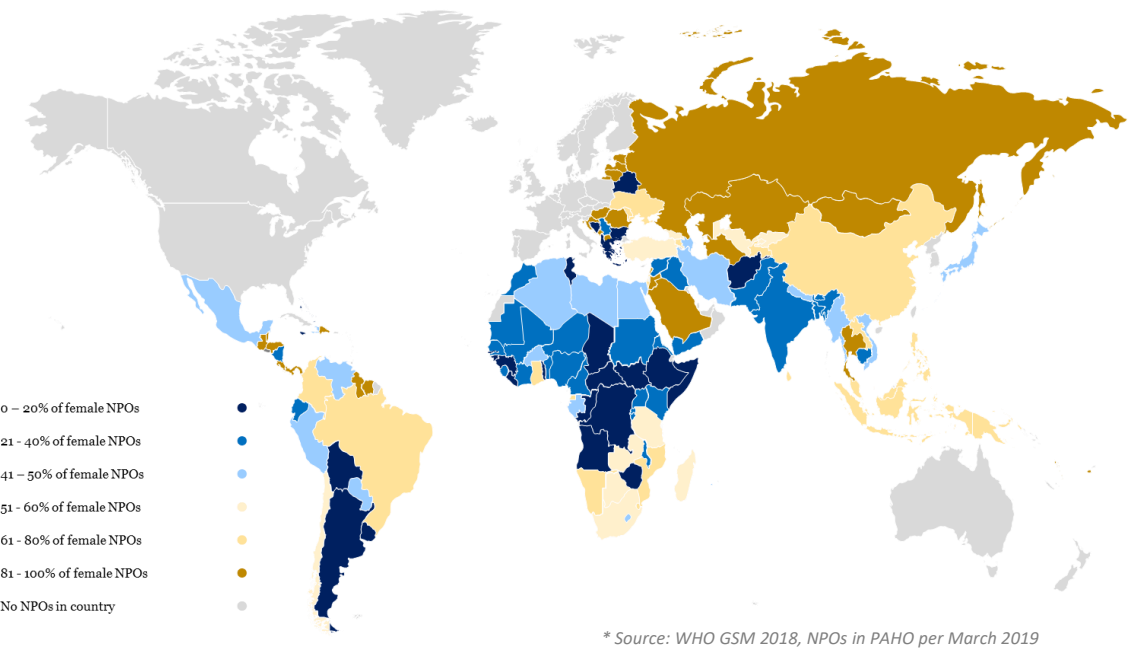 0 – 20% of female NPOs
21 - 40% of female NPOs
41 – 50% of female NPOs
51 - 60% of female NPOs
61 - 80% of female NPOs
81 - 100% of female NPOs
No NPOs in country
* Source: WHO GSM 2018, NPOs in PAHO per March 2019